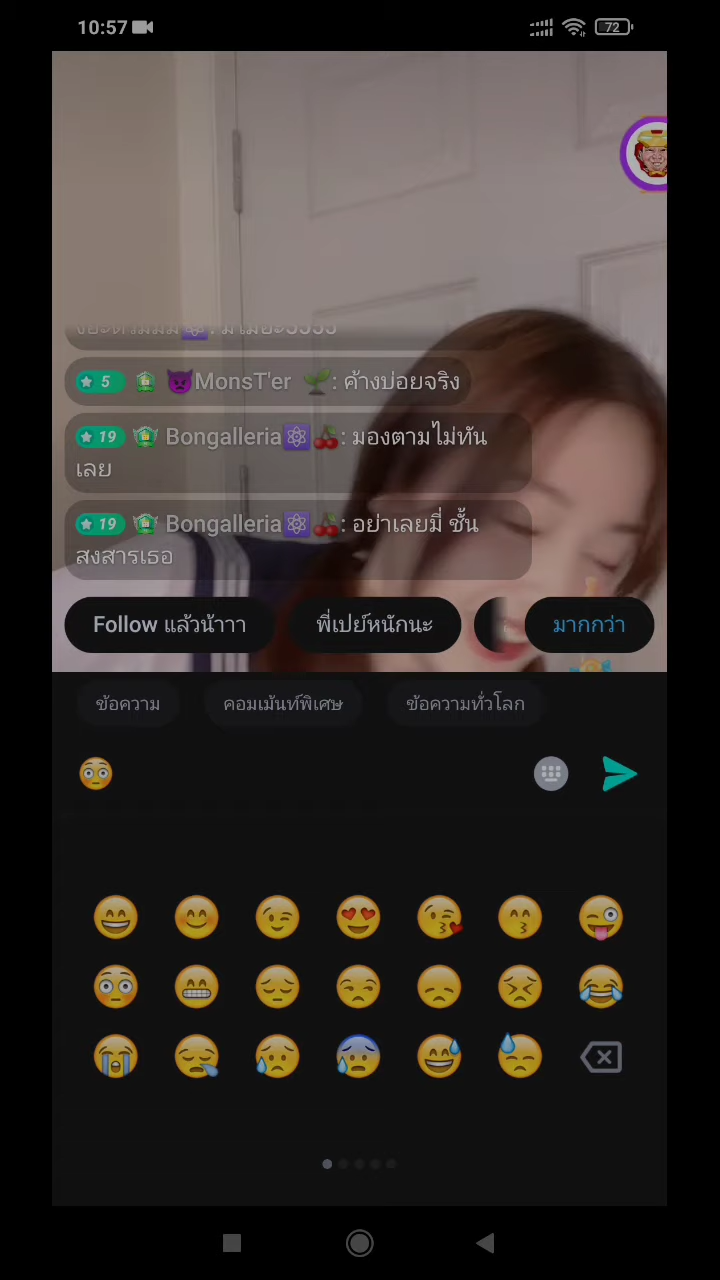 10:57
72
5 MonsT'er : ค้างบ่อยจริง
19 Bongalleria : มองตามไม่ทัน
เลย
19 Bongalleria : อย่าเลยมี่ ชั้น
สงสารเธอ
Follow แล้วน้าาา พี่เปย์หนักนะ มากกว่า
ข้อความ คอมเม้นท์พิเศษ ข้อความทั่วโลก